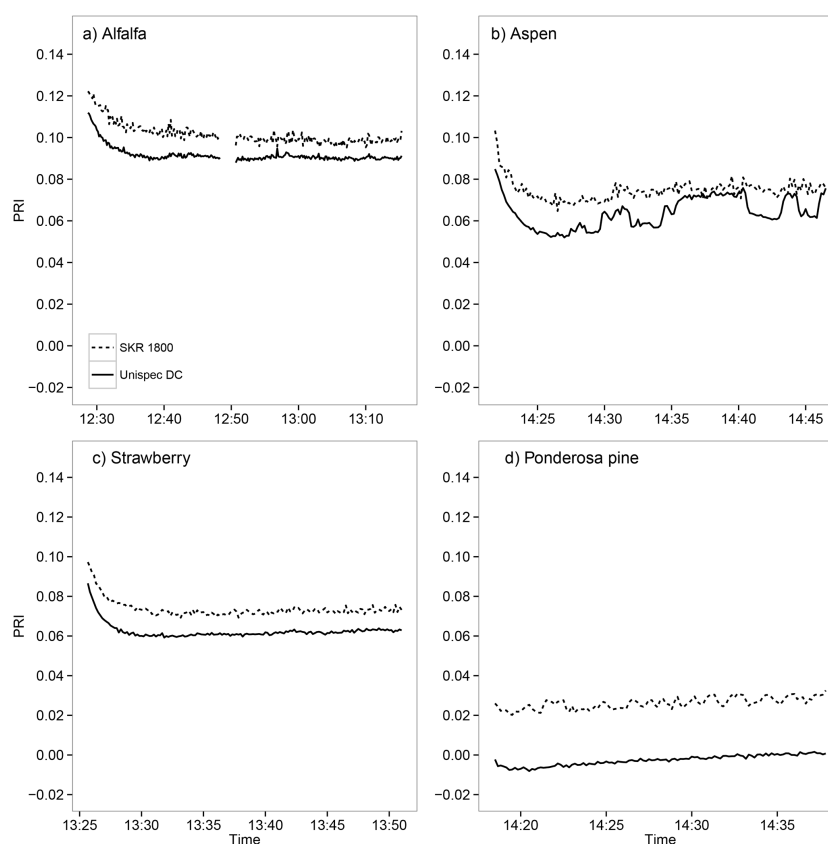 a) Alfalfa
0.14
0.12
0.10
0.08
0.06
0.04
0.02
0.00
−0.02
PRI
SKR 1800
Unispec DC
12:30 12:40 12:50 13:00 13:10
b) Aspen
0.14
0.12
0.10
0.08
0.06
0.04
0.02
0.00
−0.02
14:25 14:30 14:35 14:40 14:45
c) Strawberry
0.14
0.12
0.10
0.08
0.06
0.04
0.02
0.00
−0.02
PRI
13:25 13:30 13:35 13:40 13:45 13:50
Time
d) Ponderosa pine
0.14
0.12
0.10
0.08
0.06
0.04
0.02
0.00
−0.02
14:20 14:25 14:30 14:35
Time